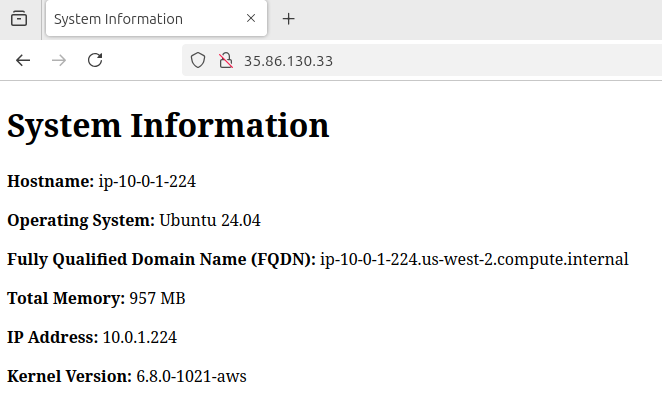 System Information
35.86.130.33
System Information
Hostname: ip-10-0-1-224
Operating System: Ubuntu 24.04
Fully Qualified Domain Name (FQDN): ip-10-0-1-224.us-west-2.compute.internal
Total Memory: 957 MB
IP Address: 10.0.1.224
Kernel Version: 6.8.0-1021-aws